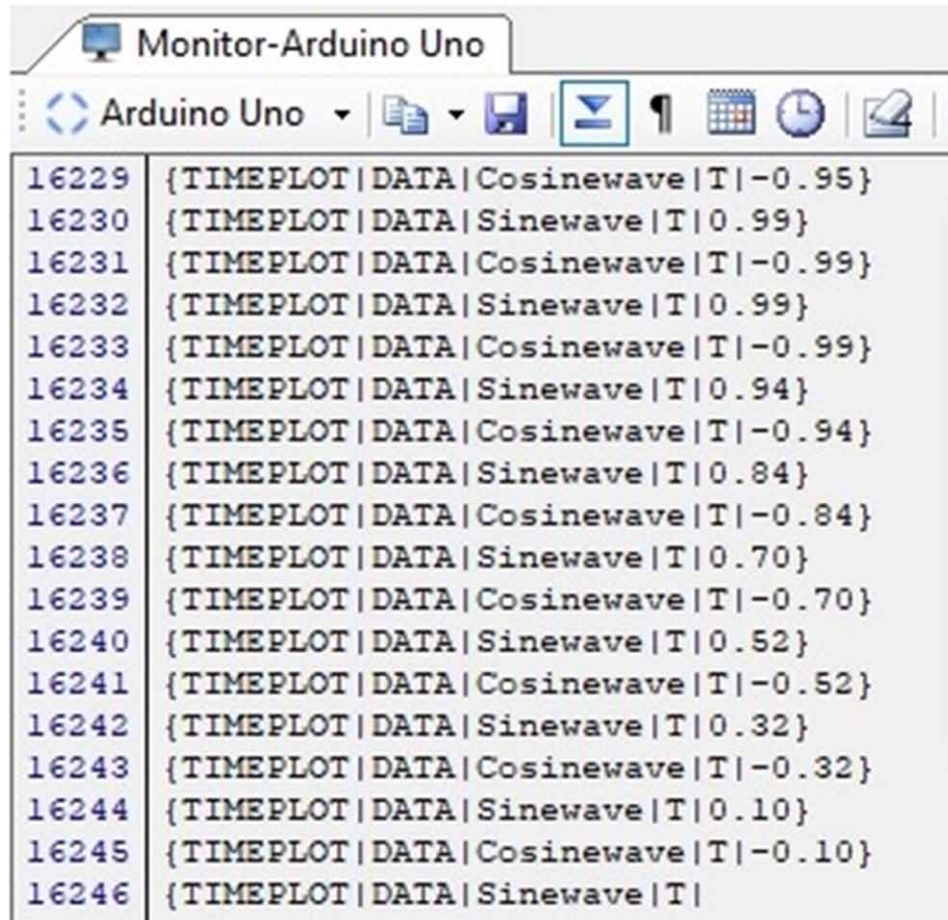 Monitor-Arduino Uno
Arduino Uno
16229 {TIMEPLOT|DATA|Cosinewave|T|-0.95}
16230 {TIMEPLOT|DATA|Sinewave|T|0.99}
16231 {TIMEPLOT|DATA|Cosinewave|T|-0.99}
16232 {TIMEPLOT|DATA|Sinewave|T|0.99}
16233 {TIMEPLOT|DATA|Cosinewave|T|-0.99}
16234 {TIMEPLOT|DATA|Sinewave|T|0.94}
16235 {TIMEPLOT|DATA|Cosinewave|T|-0.94}
16236 {TIMEPLOT|DATA|Sinewave|T|0.84}
16237 {TIMEPLOT|DATA|Cosinewave|T|-0.84}
16238 {TIMEPLOT|DATA|Sinewave|T|0.70}
16239 {TIMEPLOT|DATA|Cosinewave|T|-0.70}
16240 {TIMEPLOT|DATA|Sinewave|T|0.52}
16241 {TIMEPLOT|DATA|Cosinewave|T|-0.52}
16242 {TIMEPLOT|DATA|Sinewave|T|0.32}
16243 {TIMEPLOT|DATA|Cosinewave|T|-0.32}
16244 {TIMEPLOT|DATA|Sinewave|T|0.10}
16245 {TIMEPLOT|DATA|Cosinewave|T|-0.10}
16246 {TIMEPLOT|DATA|Sinewave|T|